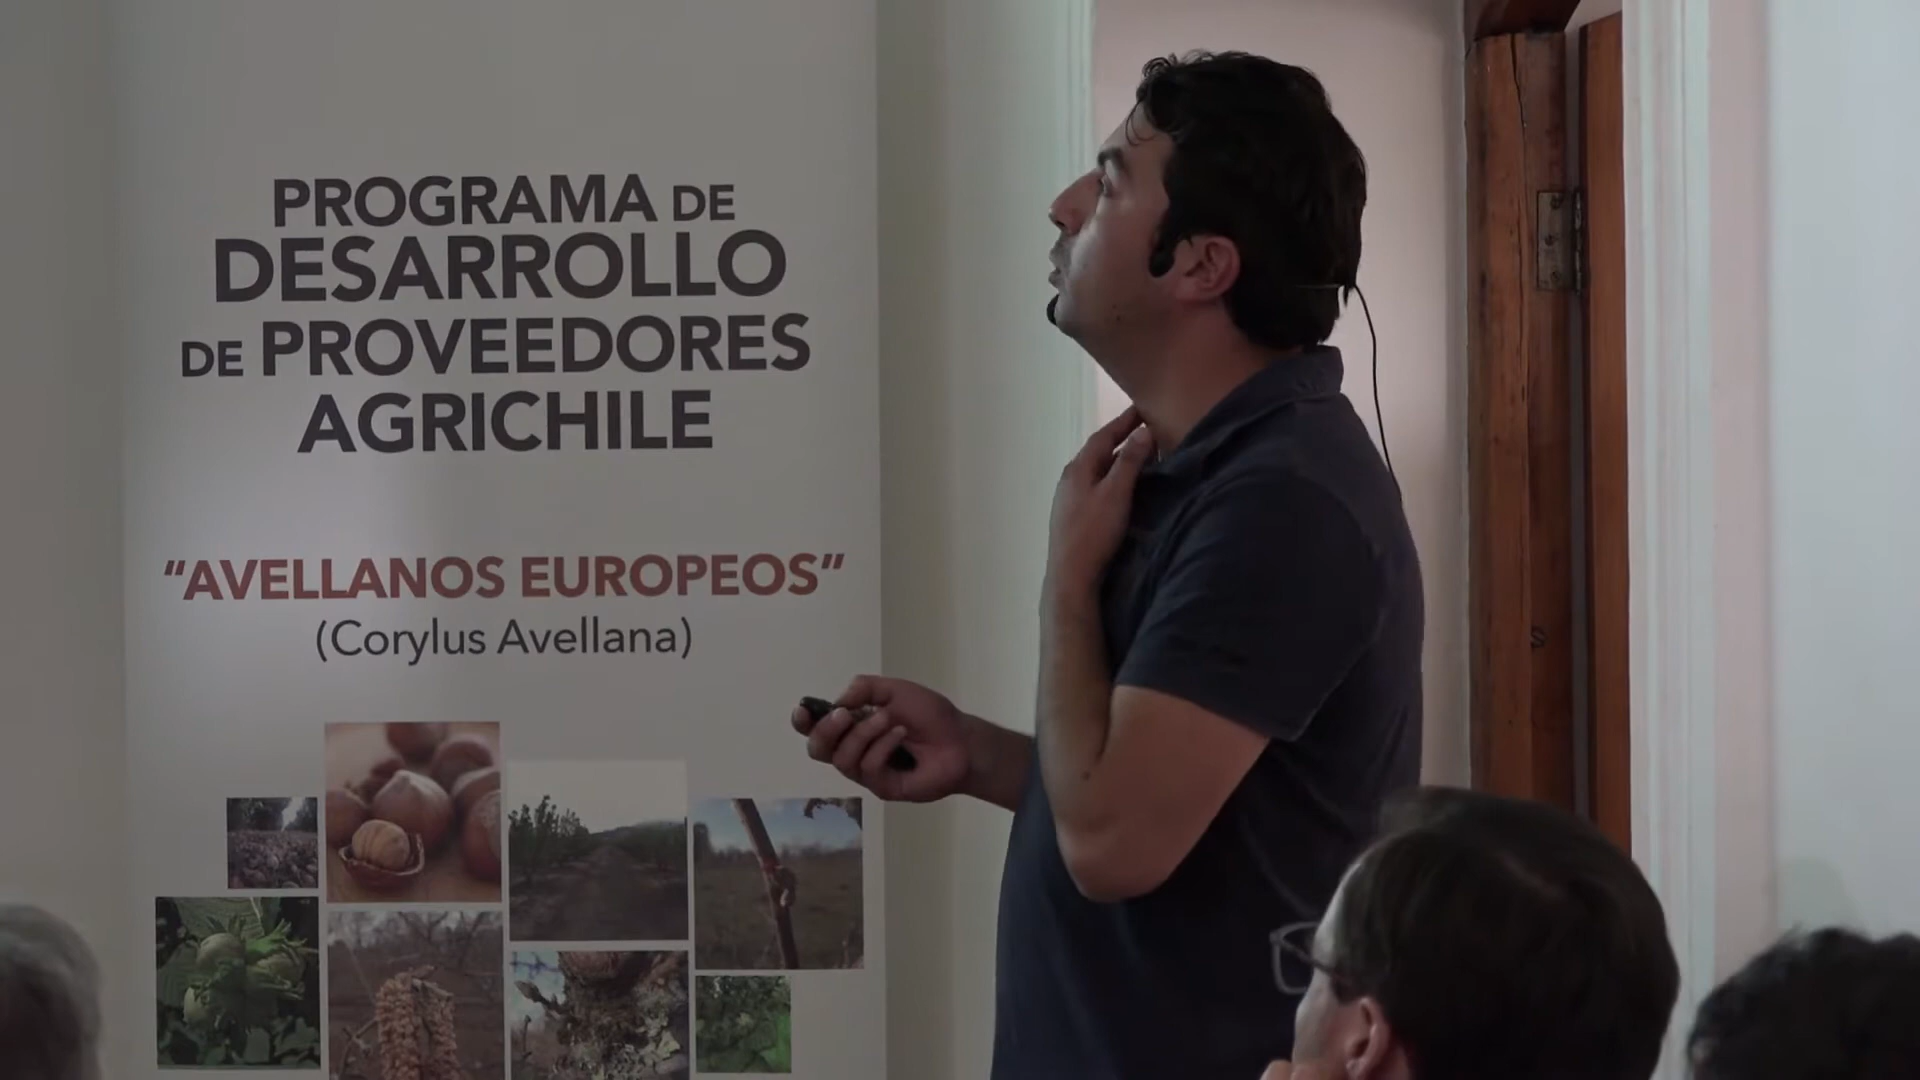 PROGRAMA DE
DESARROLLO
DE PROVEEDORES
AGRICHILE
“AVELLANOS EUROPEOS”
(Corylus Avellana)